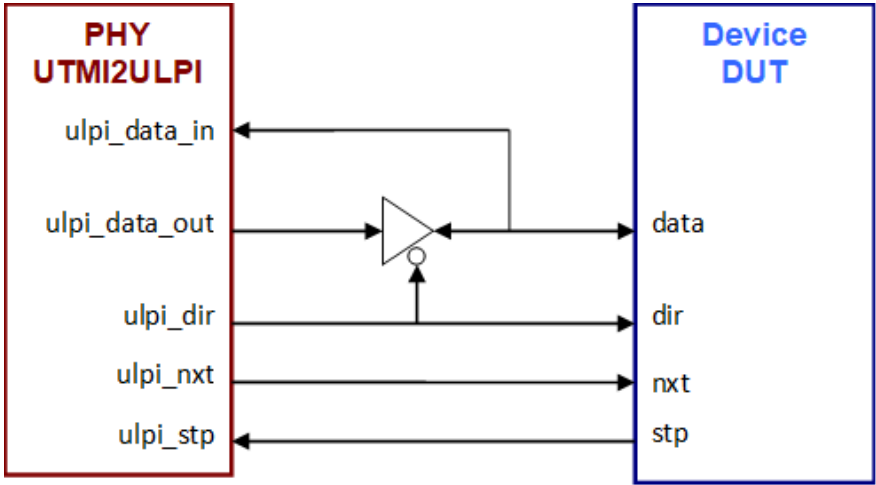 PHY
UTMI2ULPI
ulpi_data_in
ulpi_data_out
ulpi_dir
ulpi_nxt
ulpi_stp
Device
DUT
data
dir
nxt
stp